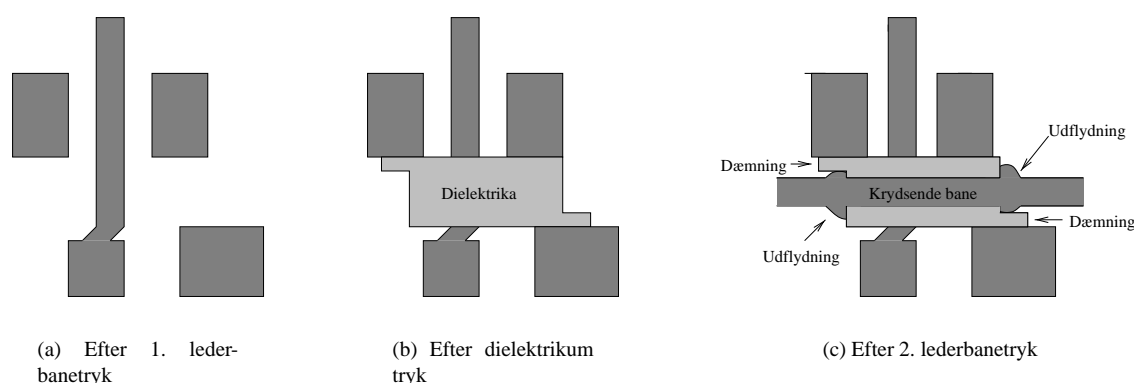 Dielektrika
Udflydning
Dæmning
Krydsende bane
Dæmning
Udflydning
(a) Efter 1. leder-
banetryk
(b) Efter dielektrikum
tryk
(c) Efter 2. lederbanetryk